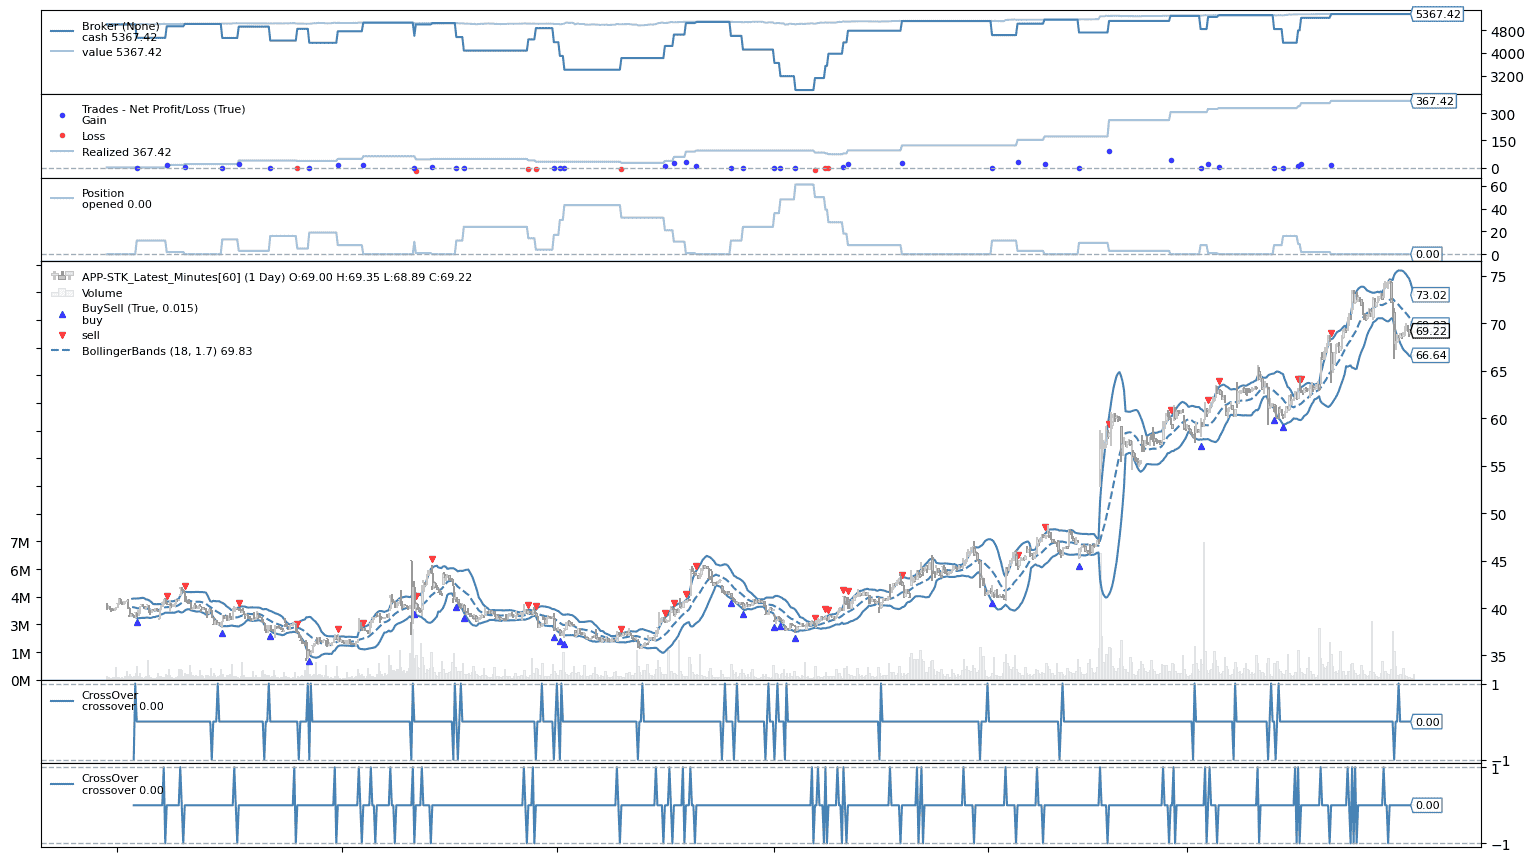 Broker (None)
cash 5367.42
value 5367.42
5367.42
4800
4000
3200
Trades - Net Profit/Loss (True)
Gain
Loss
Realized 367.42
367.42
300
150
0
Position
opened 0.00
60
40
20
0
0.00
APP-STK_Latest_Minutes[60] (1 Day) O:69.00 H:69.35 L:68.89 C:69.22
Volume
BuySell (True, 0.015)
buy
sell
BollingerBands (18, 1.7) 69.83
75
73.02
70
69.22
66.64
65
60
55
50
45
40
35
7M
6M
4M
3M
1M
0M
CrossOver
crossover 0.00
1
0.00
−1
CrossOver
crossover 0.00
1
0.00
−1